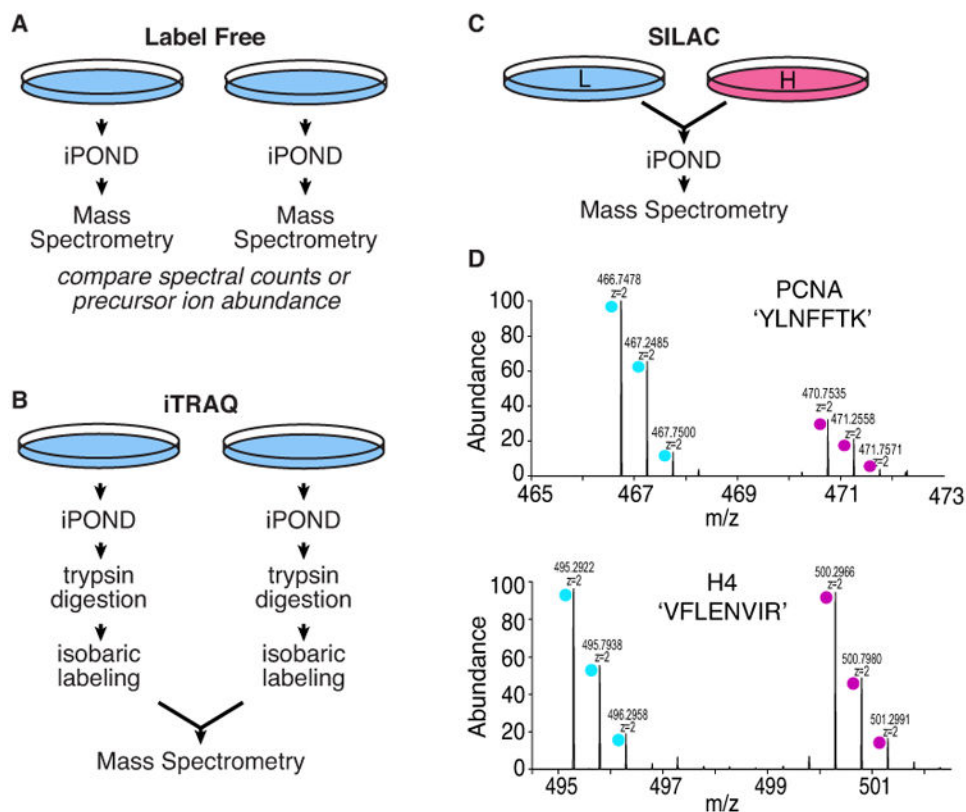 A
Label Free
iPOND
iPOND
Mass
Spectrometry
Mass
Spectrometry
compare spectral counts or
precursor ion abundance
B
iTRAQ
iPOND
iPOND
trypsin
digestion
trypsin
digestion
isobaric
labeling
isobaric
labeling
Mass Spectrometry
C
SILAC
L
H
iPOND
Mass Spectrometry
D
PCNA
'YLNFFTK'
Abundance
100
80
60
40
20
0
466.7478
z=2
467.2485
z=2
467.7500
z=2
470.7535
z=2
471.2558
z=2
471.7571
z=2
465 467 469 471 473
m/z
H4
'VFLENVIR'
Abundance
100
80
60
40
20
0
495.2922
z=2
495.7938
z=2
496.2958
z=2
500.2966
z=2
500.7980
z=2
501.2991
z=2
495 497 499 501
m/z